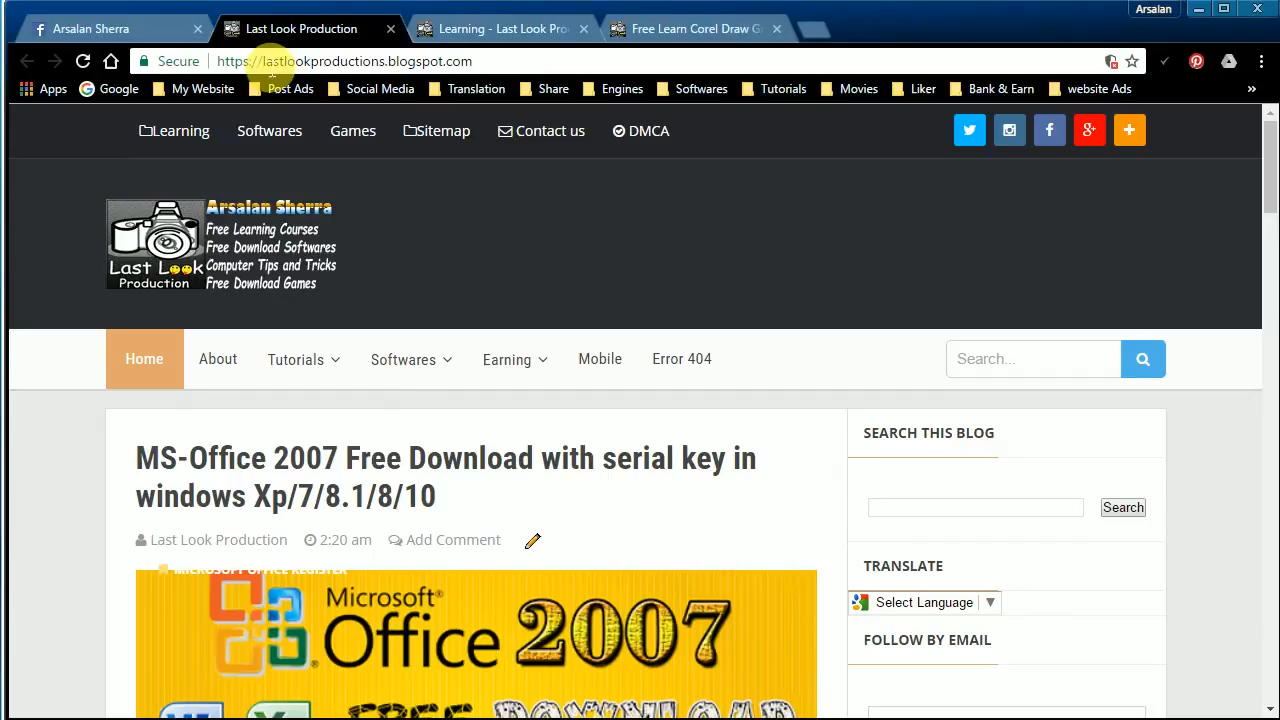 Arsalan
Arsalan Sherra
Last Look Production
Learning - Last Look Pro
Free Learn Corel Draw G
Secure https://lastlookproductions.blogspot.com
Apps Google My Website Post Ads Social Media Translation Share Engines Softwares Tutorials Movies Liker Bank & Earn website Ads »
Learning Softwares Games Sitemap Contact us DMCA
Arsalan Sherra
Free Learning Courses
Free Download Softwares
Computer Tips and Tricks
Free Download Games
Last Look
Production
Home About Tutorials Softwares Earning Mobile Error 404 Search...
MS-Office 2007 Free Download with serial key in
windows Xp/7/8.1/8/10
Last Look Production 2:20 am Add Comment
MICROSOFT OFFICE REGISTER
Microsoft®
Office 2007
FREE DOWNLOAD
SEARCH THIS BLOG
Search
TRANSLATE
Select Language ▼
FOLLOW BY EMAIL